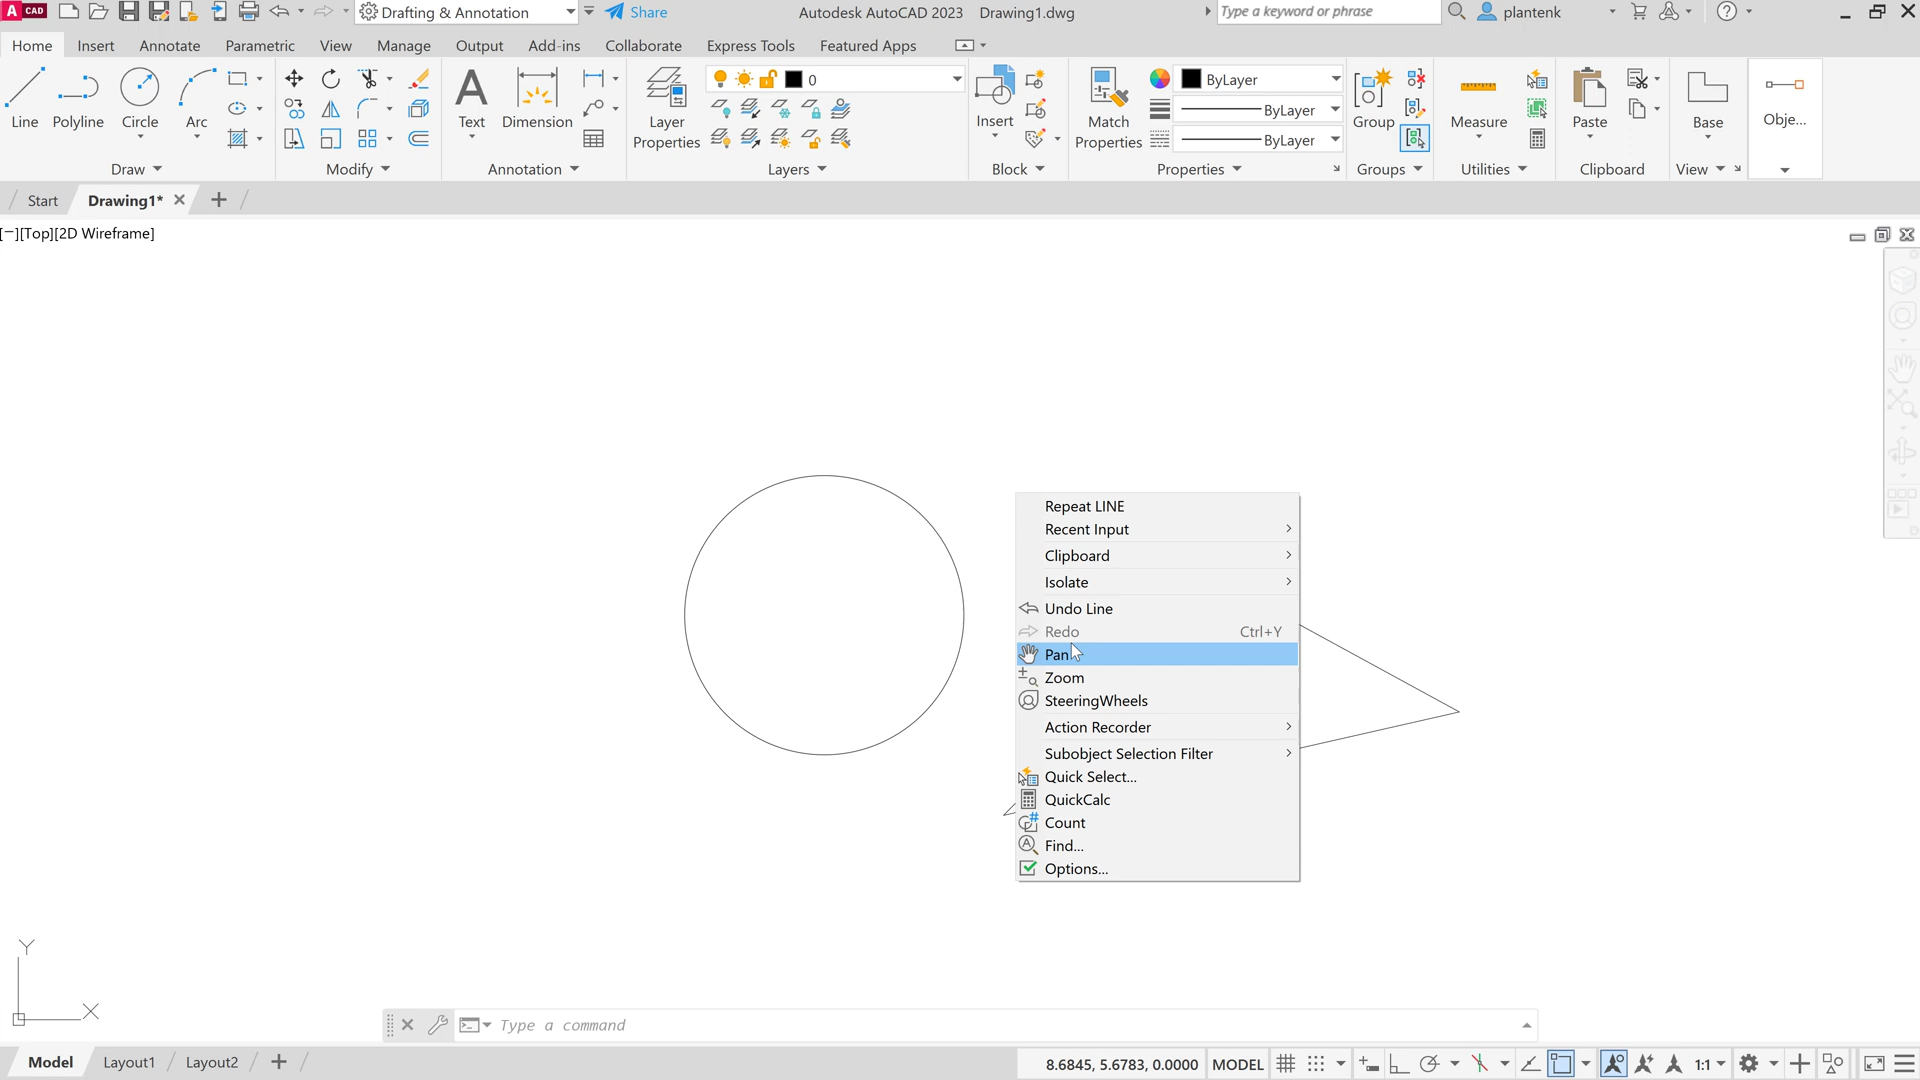 A CAD
Drafting & Annotation
Share
Autodesk AutoCAD 2023 Drawing1.dwg
Type a keyword or phrase
plantenk
Home Insert Annotate Parametric View Manage Output Add-ins Collaborate Express Tools Featured Apps
Line Polyline Circle Arc
Text Dimension
Layer Properties
0
Insert
Match Properties
ByLayer
ByLayer
ByLayer
Group
Measure
Paste
Base
Obje...
Draw Modify Annotation Layers Block Properties Groups Utilities Clipboard View
Start Drawing1*
[−][Top][2D Wireframe]
Repeat LINE
Recent Input
Clipboard
Isolate
Undo Line
Redo Ctrl+Y
Pan
Zoom
SteeringWheels
Action Recorder
Subobject Selection Filter
Quick Select...
QuickCalc
Count
Find...
Options...
Y
X
Type a command
Model Layout1 Layout2
8.6845, 5.6783, 0.0000 MODEL 1:1